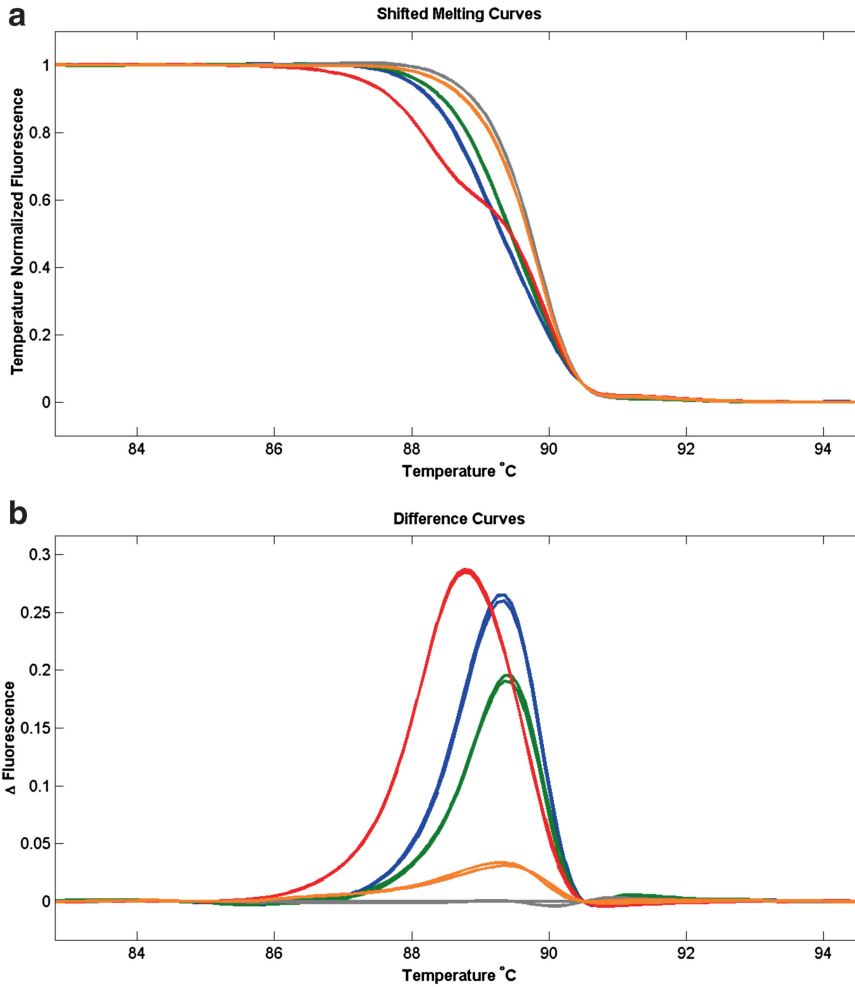 a
Shifted Melting Curves
Temperature Normalized Fluorescence
1
0.8
0.6
0.4
0.2
0
84 86 88 90 92 94
Temperature °C
b
Difference Curves
Δ Fluorescence
0.3
0.25
0.2
0.15
0.1
0.05
0
84 86 88 90 92 94
Temperature °C